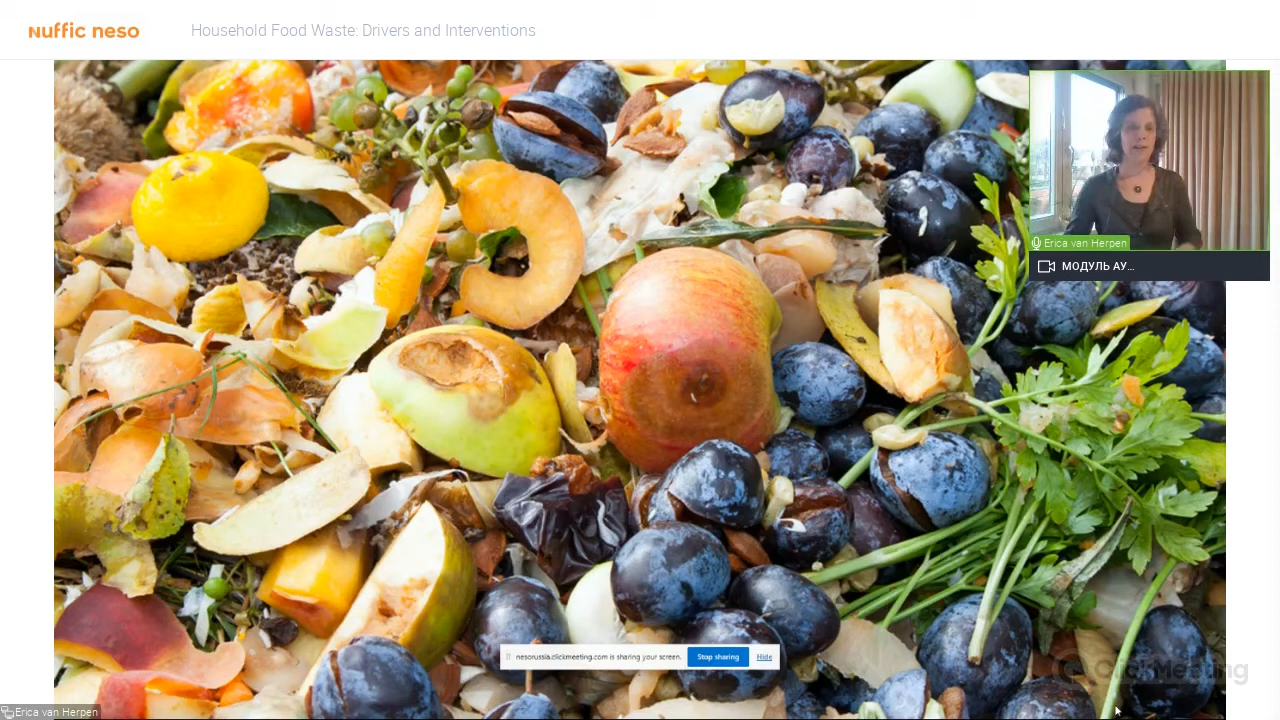 nuffic neso
Household Food Waste: Drivers and Interventions
Erica van Herpen
МОДУЛЬ АУ...
nesorussia.clickmeeting.com is sharing your screen.
Stop sharing
Hide
ClickMeeting
Erica van Herpen